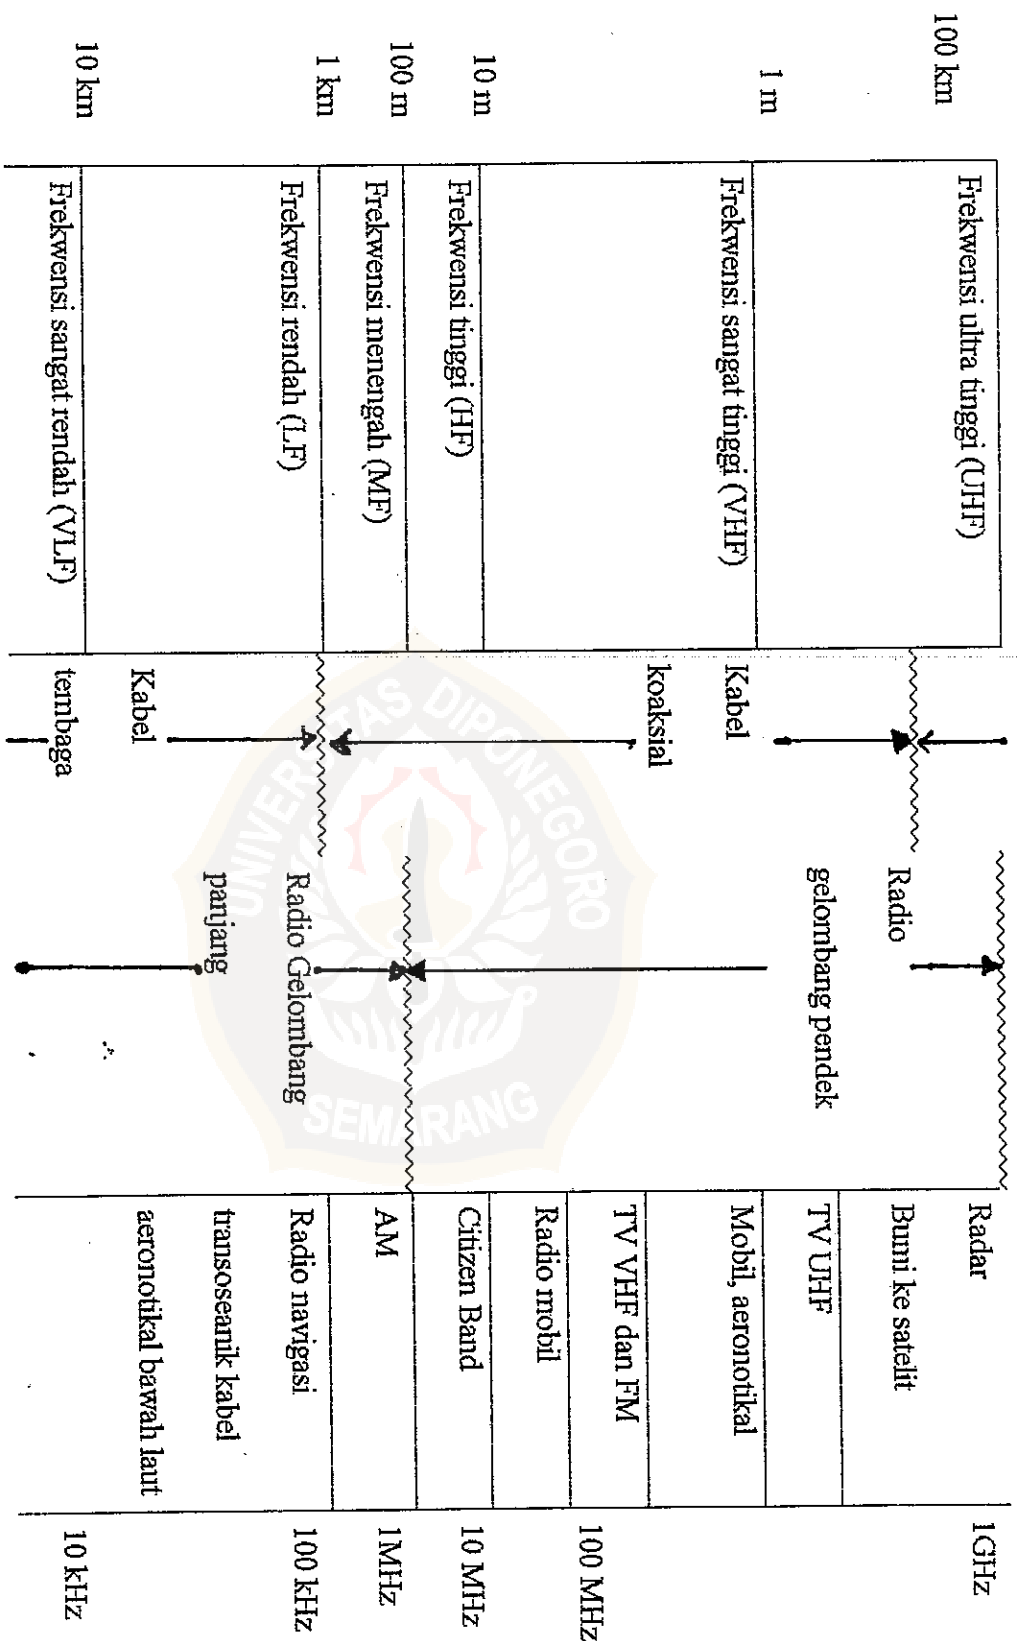 100 km
1 m
10 m
100 m
1 km
10 km
Frekwensi ultra tinggi (UHF)
Frekwensi sangat tinggi (VHF)
Frekwensi tinggi (HF)
Frekwensi menengah (MF)
Frekwensi rendah (LF)
Frekwensi sangat rendah (VLF)
Kabel
koaksial
Kabel
tembaga
Radio
gelombang pendek
Radio Gelombang
panjang
Radar
Bumi ke satelit
TV UHF
Mobil, aeronotikal
TV VHF dan FM
Radio mobil
Citizen Band
AM
Radio navigasi
transoseanik kabel
aeronotikal bawah laut
1GHz
100 MHz
10 MHz
1MHz
100 kHz
10 kHz
UNIVERSITAS DIPONEGORO
SEMARANG